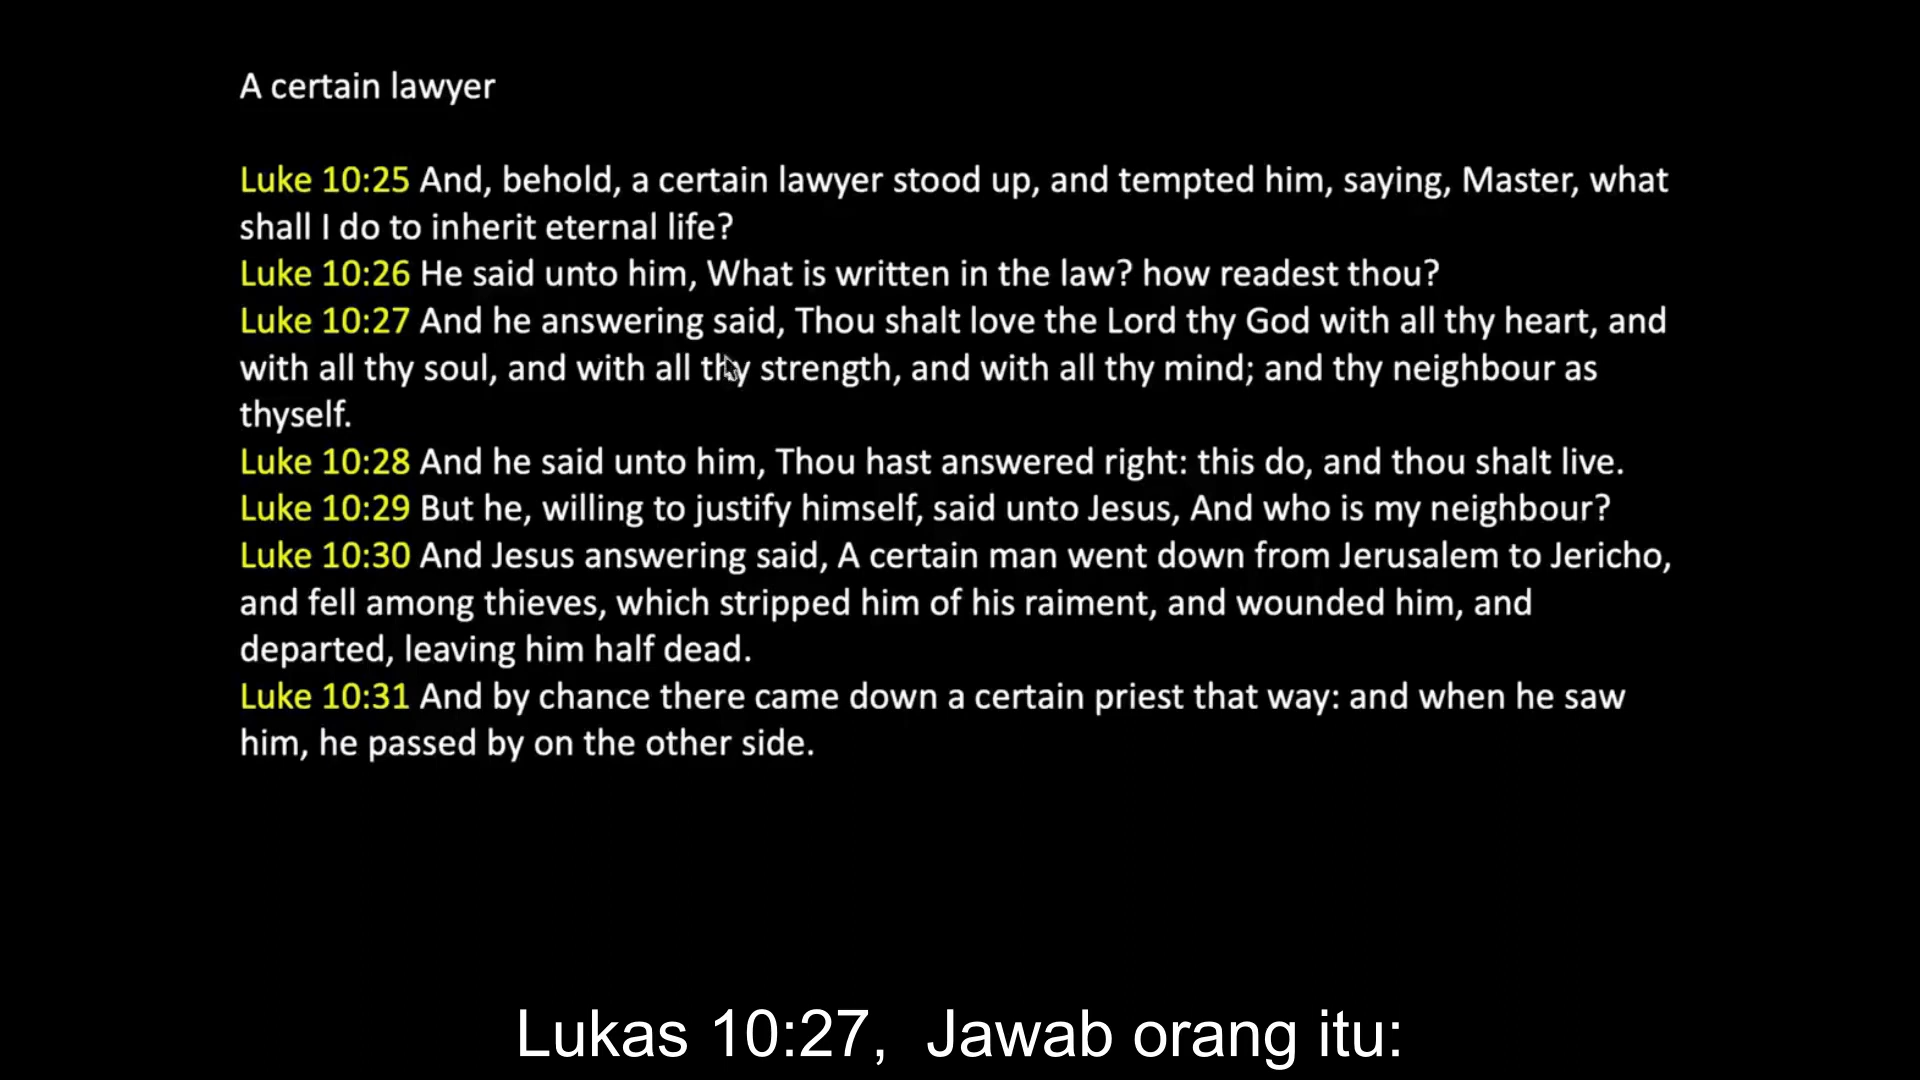 A certain lawyer
Luke 10:25 And, behold, a certain lawyer stood up, and tempted him, saying, Master, what
shall I do to inherit eternal life?
Luke 10:26 He said unto him, What is written in the law? how readest thou?
Luke 10:27 And he answering said, Thou shalt love the Lord thy God with all thy heart, and
with all thy soul, and with all thy strength, and with all thy mind; and thy neighbour as
thyself.
Luke 10:28 And he said unto him, Thou hast answered right: this do, and thou shalt live.
Luke 10:29 But he, willing to justify himself, said unto Jesus, And who is my neighbour?
Luke 10:30 And Jesus answering said, A certain man went down from Jerusalem to Jericho,
and fell among thieves, which stripped him of his raiment, and wounded him, and
departed, leaving him half dead.
Luke 10:31 And by chance there came down a certain priest that way: and when he saw
him, he passed by on the other side.
Lukas 10:27, Jawab orang itu: